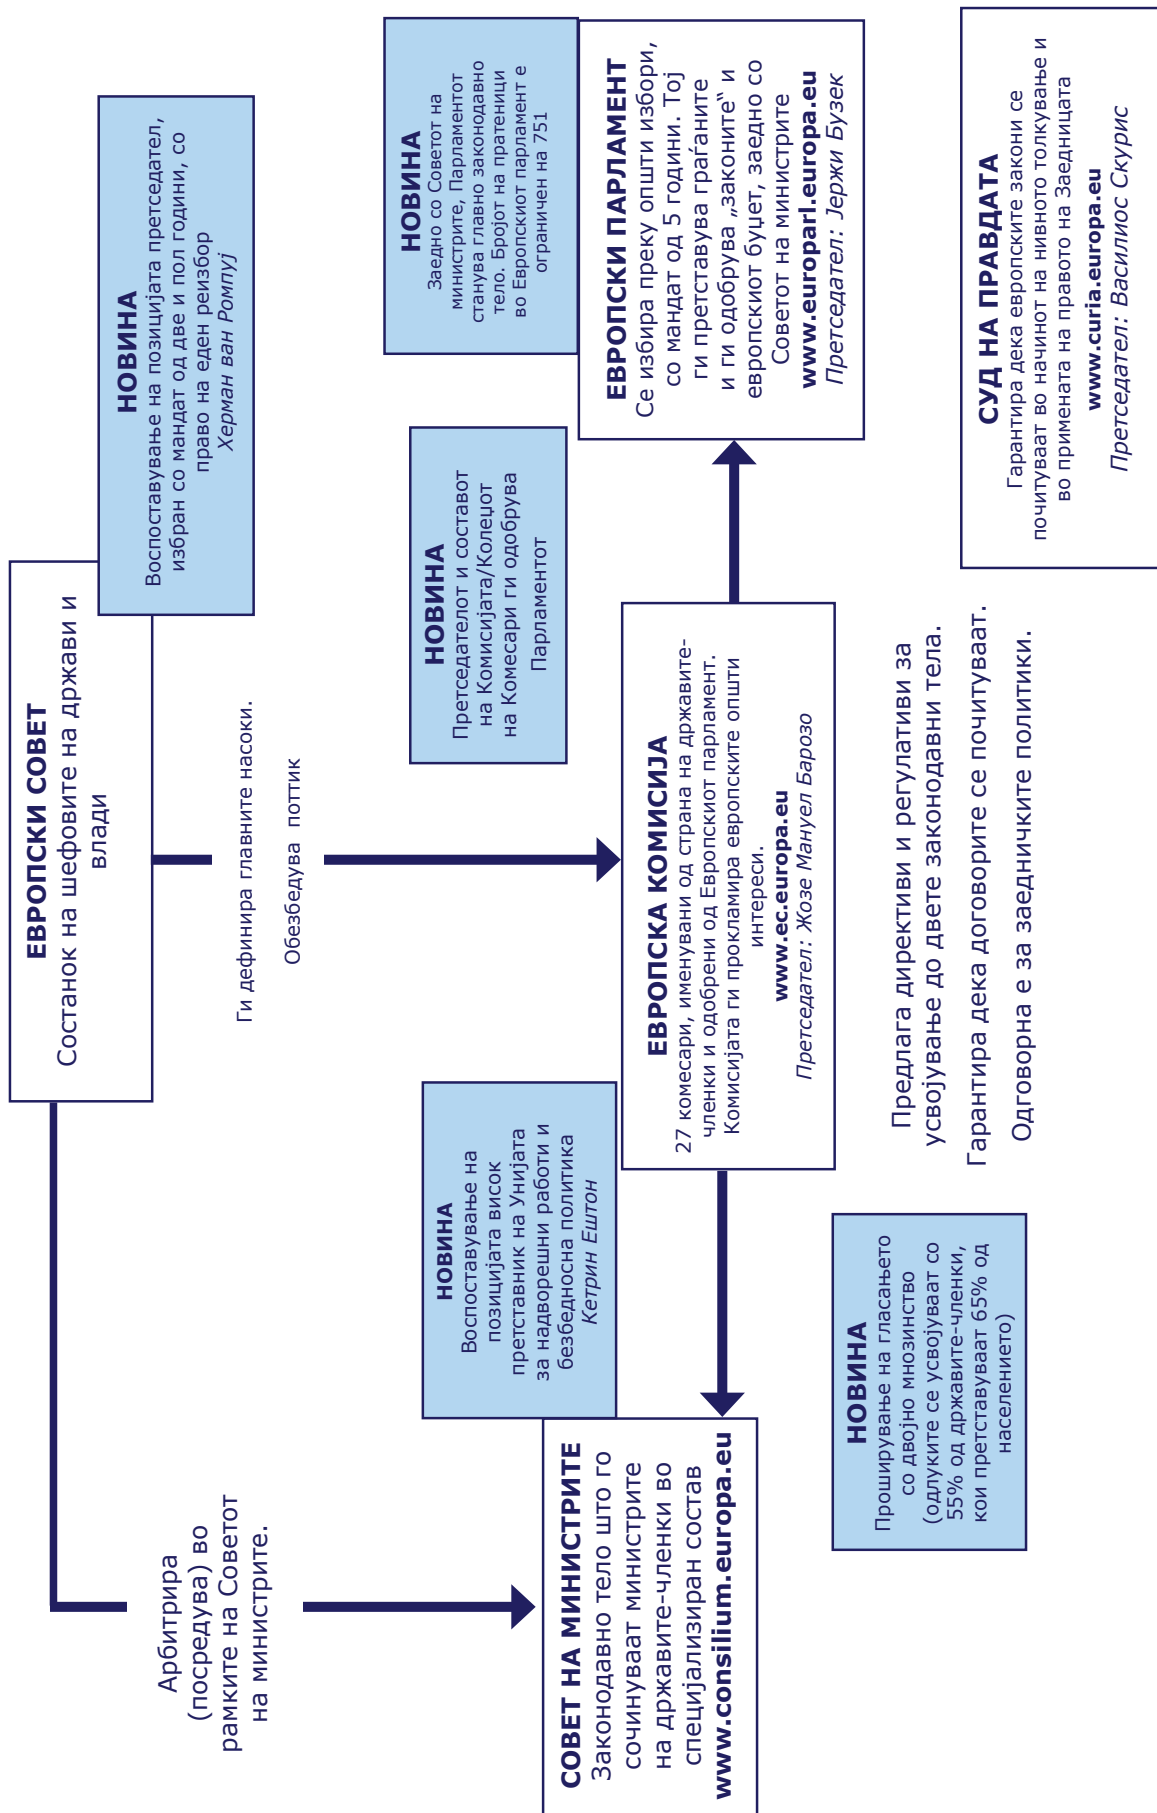 ЕВРОПСКИ СОВЕТ
Состанок на шефовите на држави и
влади
НОВИНА
Воспоставување на позицијата претседател,
избран со мандат од две и пол години, со
право на еден реизбор
Херман ван Ромпуј
Арбитрира
(посредува) во
рамките на Советот
на министрите.
Ги дефинира главните насоки.
Обезбедува поттик
НОВИНА
Заедно со Советот на
министрите, Парламентот
станува главно законодавно
тело. Бројот на пратеници
во Европскиот парламент е
ограничен на 751
НОВИНА
Воспоставување на
позицијата висок
претставник на Унијата
за надворешни работи и
безбедносна политика
Кетрин Ештон
НОВИНА
Претседателот и составот
на Комисијата/Колеџот
на Комесари ги одобрува
Парламентот
СОВЕТ НА МИНИСТРИТЕ
Законодавно тело што го
сочинуваат министрите
на државите-членки во
специјализиран состав
www.consilium.europa.eu
ЕВРОПСКА КОМИСИЈА
27 комесари, именувани од страна на државите-
членки и одобрени од Европскиот парламент.
Комисијата ги прокламира европските општи
интереси.
www.ec.europa.eu
Претседател: Жозе Мануел Барозо
ЕВРОПСКИ ПАРЛАМЕНТ
Се избира преку општи избори,
со мандат од 5 години. Тој
ги претставува граѓаните
и ги одобрува „законите“ и
европскиот буџет, заедно со
Советот на министрите
www.europarl.europa.eu
Претседател: Јержи Бузек
НОВИНА
Проширување на гласањето
со двојно мнозинство
(одлуките се усвојуваат со
55% од државите-членки,
кои претставуваат 65% од
населението)
Предлага директиви и регулативи за
усвојување до двете законодавни тела.
Гарантира дека договорите се почитуваат.
Одговорна е за заедничките политики.
СУД НА ПРАВДАТА
Гарантира дека европските закони се
почитуваат во начинот на нивното толкување и
во примената на правото на Заедницата
www.curia.europa.eu
Претседател: Василиос Скурис